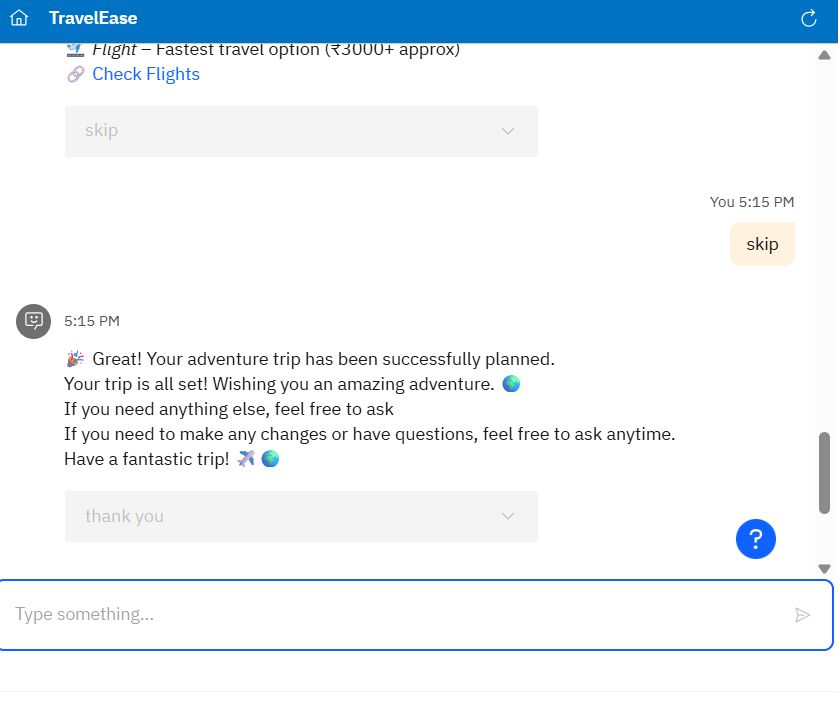 TravelEase
Flight – Fastest travel option (₹3000+ approx)
Check Flights
skip
You 5:15 PM
skip
5:15 PM
Great! Your adventure trip has been successfully planned.
Your trip is all set! Wishing you an amazing adventure.
If you need anything else, feel free to ask
If you need to make any changes or have questions, feel free to ask anytime.
Have a fantastic trip!
thank you
?
Type something...